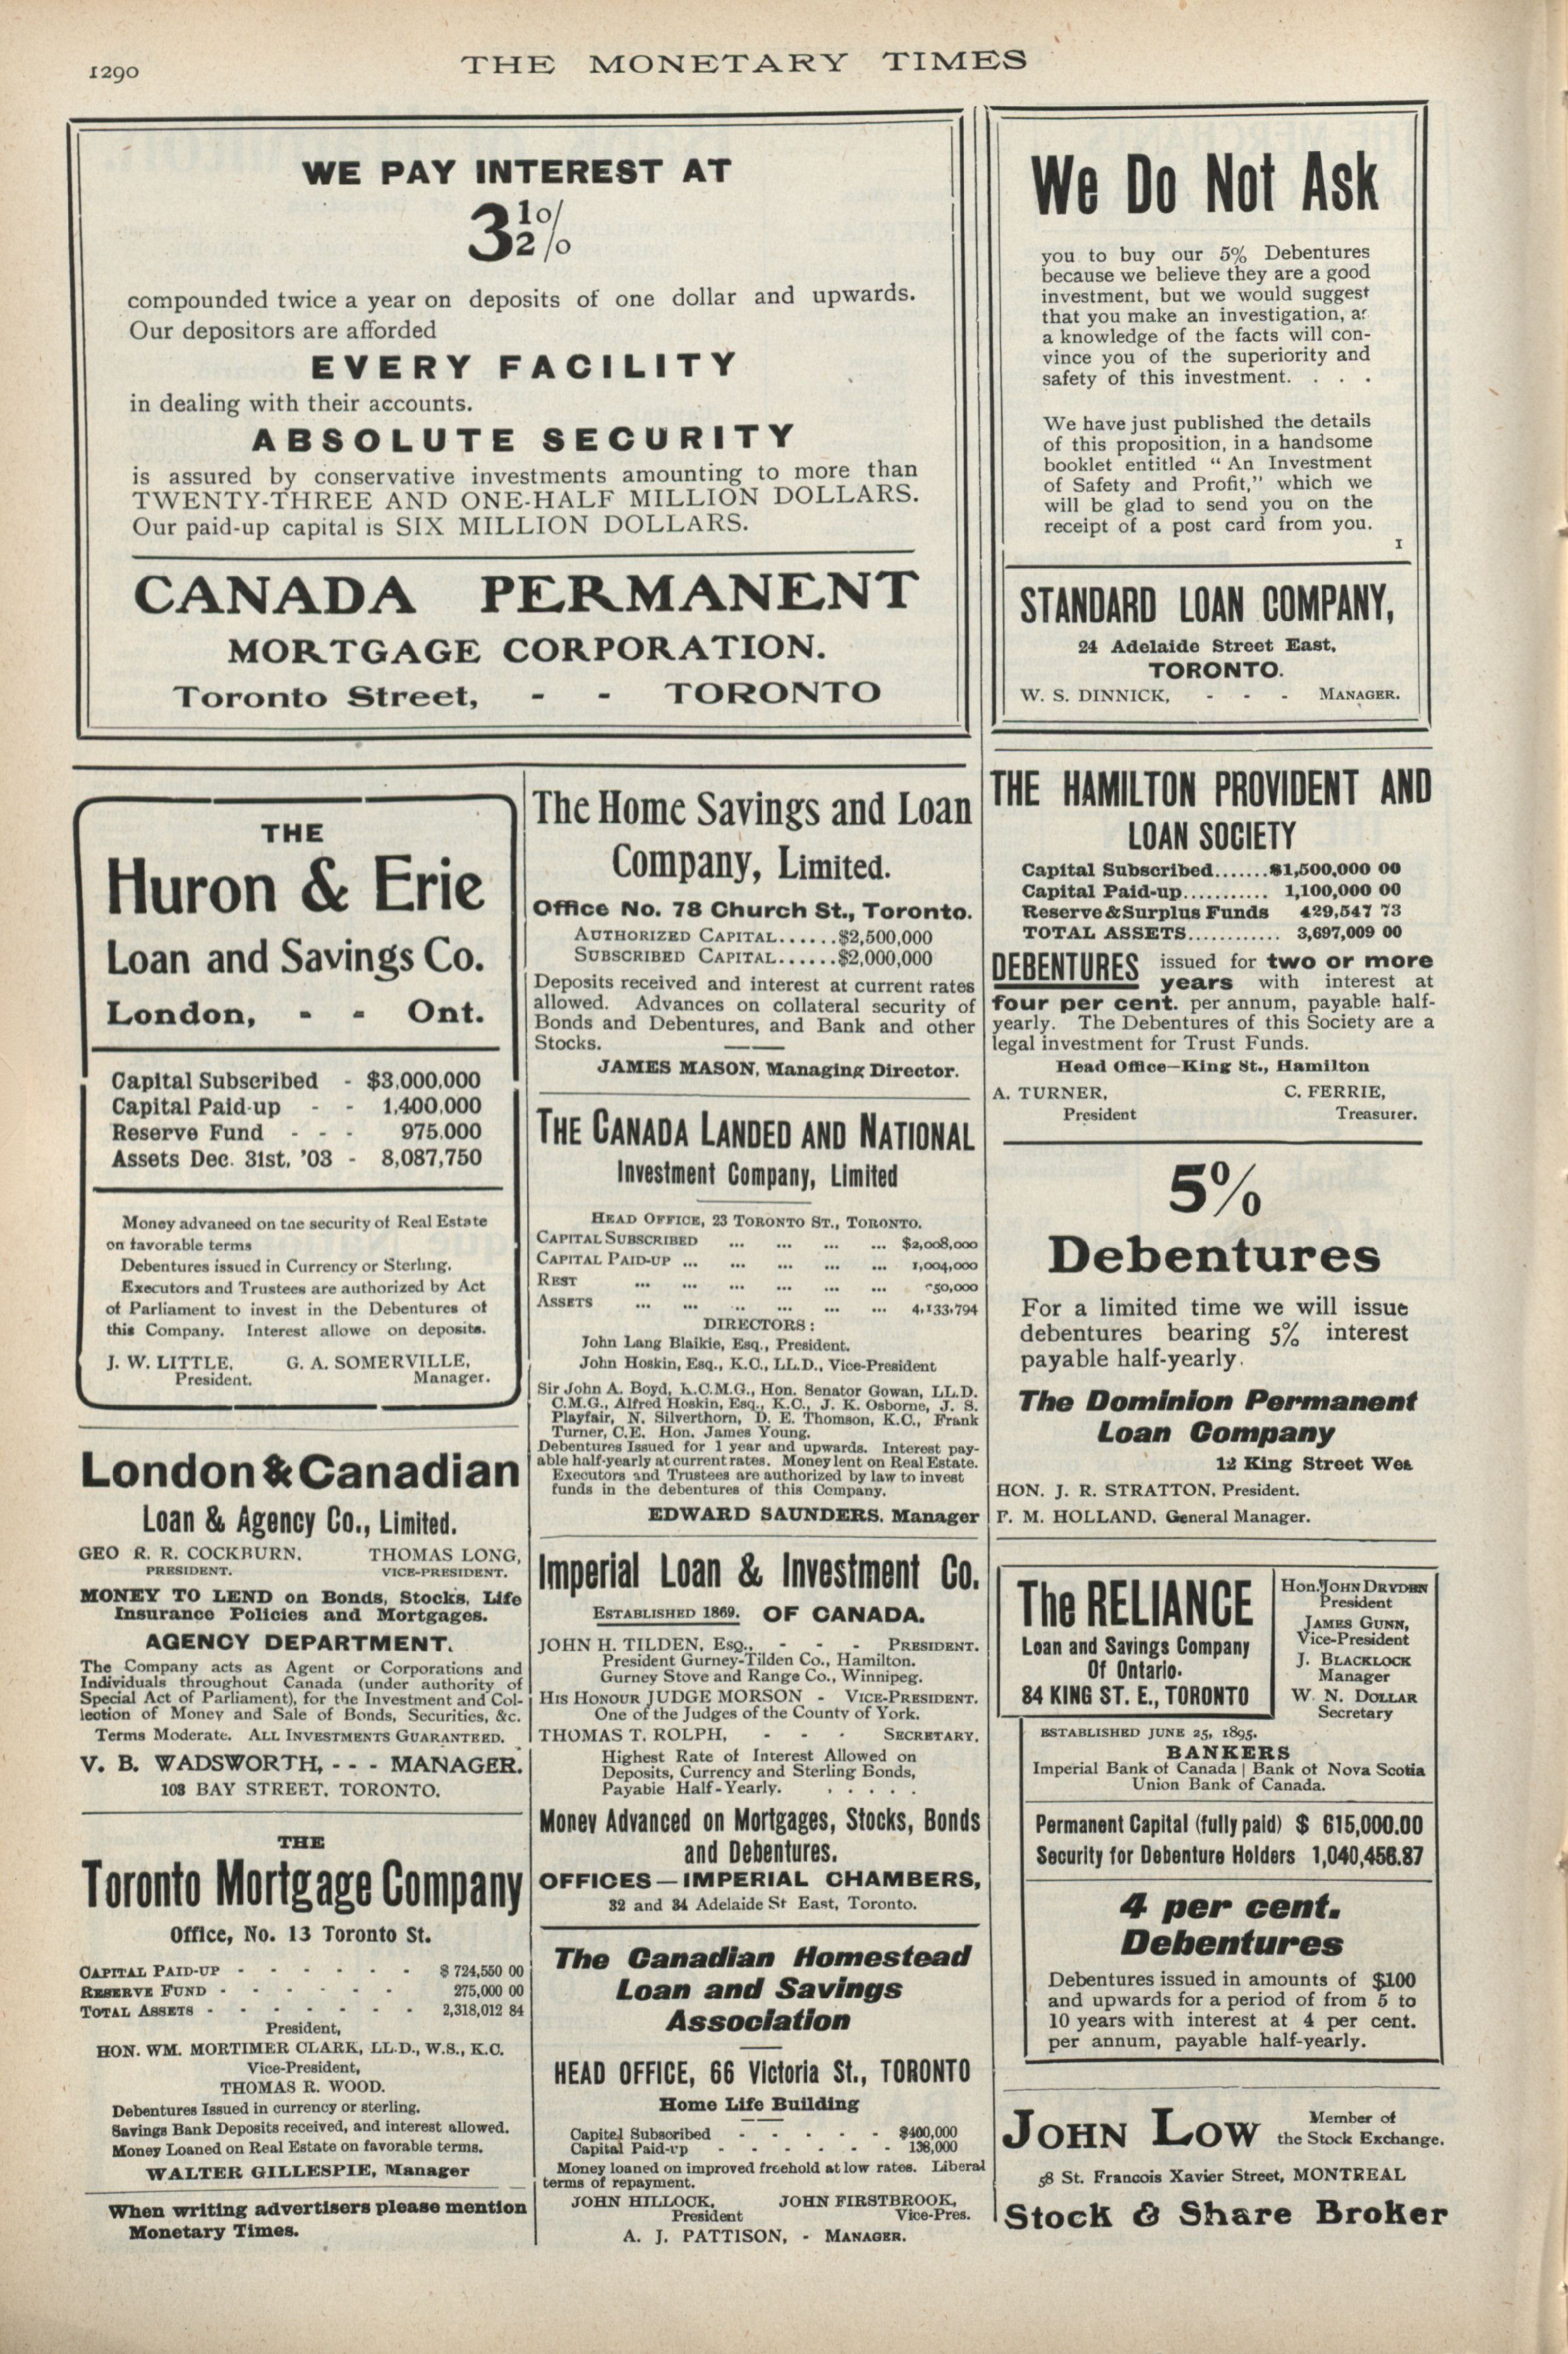 1290
THE MONETARY TIMES
WE PAY INTEREST AT
3½%
compounded twice a year on deposits of one dollar and upwards.
Our depositors are afforded
EVERY FACILITY
in dealing with their accounts.
ABSOLUTE SECURITY
is assured by conservative investments amounting to more than
TWENTY-THREE AND ONE-HALF MILLION DOLLARS.
Our paid-up capital is SIX MILLION DOLLARS.
CANADA PERMANENT
MORTGAGE CORPORATION.
Toronto Street, - - TORONTO
We Do Not Ask
you to buy our 5% Debentures
because we believe they are a good
investment, but we would suggest
that you make an investigation, as
a knowledge of the facts will con-
vince you of the superiority and
safety of this investment. . . .
We have just published the details
of this proposition, in a handsome
booklet entitled "An Investment
of Safety and Profit," which we
will be glad to send you on the
receipt of a post card from you.
1
STANDARD LOAN COMPANY,
24 Adelaide Street East,
TORONTO.
W. S. DINNICK, - - - MANAGER.
THE
Huron & Erie
Loan and Savings Co.
London, - - Ont.
Capital Subscribed - $3,000,000
Capital Paid-up - - 1,400,000
Reserve Fund - - - 975,000
Assets Dec. 31st, '03 - 8,087,750
Money advanced on the security of Real Estate
on favorable terms
Debentures issued in Currency or Sterling.
Executors and Trustees are authorized by Act
of Parliament to invest in the Debentures of
this Company. Interest allowe on deposits.
J. W. LITTLE, G. A. SOMERVILLE,
President. Manager.
London & Canadian
Loan & Agency Co., Limited.
GEO R. R. COCKBURN, THOMAS LONG,
PRESIDENT. VICE-PRESIDENT.
MONEY TO LEND on Bonds, Stocks, Life
Insurance Policies and Mortgages.
AGENCY DEPARTMENT.
The Company acts as Agent or Corporations and
Individuals throughout Canada (under authority of
Special Act of Parliament), for the Investment and Col-
lection of Money and Sale of Bonds, Securities, &c.
Terms Moderate. ALL INVESTMENTS GUARANTEED.
V. B. WADSWORTH, - - - MANAGER.
103 BAY STREET, TORONTO.
THE
Toronto Mortgage Company
Office, No. 13 Toronto St.
CAPITAL PAID-UP - - - - - - $ 724,550 00
RESERVE FUND - - - - - - 275,000 00
TOTAL ASSETS - - - - - - - 2,318,012 84
President,
HON. WM. MORTIMER CLARK, LL.D., W.S., K.C.
Vice-President,
THOMAS R. WOOD.
Debentures Issued in currency or sterling.
Savings Bank Deposits received, and interest allowed.
Money Loaned on Real Estate on favorable terms.
WALTER GILLESPIE, Manager
When writing advertisers please mention
Monetary Times.
The Home Savings and Loan
Company, Limited.
Office No. 78 Church St., Toronto.
AUTHORIZED CAPITAL......$2,500,000
SUBSCRIBED CAPITAL......$2,000,000
Deposits received and interest at current rates
allowed. Advances on collateral security of
Bonds and Debentures, and Bank and other
Stocks.
JAMES MASON, Managing Director.
THE CANADA LANDED AND NATIONAL
Investment Company, Limited
HEAD OFFICE, 23 TORONTO ST., TORONTO.
CAPITAL SUBSCRIBED ... ... ... ... $2,008,000
CAPITAL PAID-UP ... ... ... ... ... 1,004,000
REST ... ... ... ... ... ... 50,000
ASSETS ... ... .. ... ... ... 4,133,794
DIRECTORS:
John Lang Blaikie, Esq., President.
John Hoskin, Esq., K.C., LL.D., Vice-President
Sir John A. Boyd, K.C.M.G., Hon. Senator Gowan, LL.D.
C.M.G., Alfred Hoskin, Esq., K.C., J. K. Osborne, J. S.
Playfair, N. Silverthorn, D. E. Thomson, K.C., Frank
Turner, C.E. Hon. James Young.
Debentures Issued for 1 year and upwards. Interest pay-
able half-yearly at current rates. Money lent on Real Estate.
Executors and Trustees are authorized by law to invest
funds in the debentures of this Company.
EDWARD SAUNDERS, Manager
Imperial Loan & Investment Co.
ESTABLISHED 1869. OF CANADA.
JOHN H. TILDEN, ESQ., - - - PRESIDENT.
President Gurney-Tilden Co., Hamilton.
Gurney Stove and Range Co., Winnipeg.
HIS HONOUR JUDGE MORSON - VICE-PRESIDENT.
One of the Judges of the County of York.
THOMAS T. ROLPH, - - - SECRETARY.
Highest Rate of Interest Allowed on
Deposits, Currency and Sterling Bonds,
Payable Half-Yearly. . . . . .
Money Advanced on Mortgages, Stocks, Bonds
and Debentures.
OFFICES—IMPERIAL CHAMBERS,
32 and 34 Adelaide St East, Toronto.
The Canadian Homestead
Loan and Savings
Association
HEAD OFFICE, 66 Victoria St., TORONTO
Home Life Building
Capital Subscribed - - - - - $400,000
Capital Paid-up - - - - - - 138,000
Money loaned on improved freehold at low rates. Liberal
terms of repayment.
JOHN HILLOCK, JOHN FIRSTBROOK,
President Vice-Pres.
A. J. PATTISON, - MANAGER.
THE HAMILTON PROVIDENT AND
LOAN SOCIETY
Capital Subscribed.......$1,500,000 00
Capital Paid-up........... 1,100,000 00
Reserve & Surplus Funds 429,547 73
TOTAL ASSETS............ 3,697,009 00
DEBENTURES issued for two or more
years with interest at
four per cent. per annum, payable half-
yearly. The Debentures of this Society are a
legal investment for Trust Funds.
Head Office—King St., Hamilton
A. TURNER, C. FERRIE,
President Treasurer.
5%
Debentures
For a limited time we will issue
debentures bearing 5% interest
payable half-yearly.
The Dominion Permanent
Loan Company
12 King Street Wes
HON. J. R. STRATTON, President.
F. M. HOLLAND, General Manager.
The RELIANCE
Loan and Savings Company
Of Ontario.
84 KING ST. E., TORONTO
Hon. JOHN DRYDEN
President
JAMES GUNN,
Vice-President
J. BLACKLOCK
Manager
W. N. DOLLAR
Secretary
ESTABLISHED JUNE 25, 1895.
BANKERS
Imperial Bank of Canada | Bank of Nova Scotia
Union Bank of Canada.
Permanent Capital (fully paid) $ 615,000.00
Security for Debenture Holders 1,040,456.87
4 per cent.
Debentures
Debentures issued in amounts of $100
and upwards for a period of from 5 to
10 years with interest at 4 per cent.
per annum, payable half-yearly.
JOHN LOW Member of
the Stock Exchange.
58 St. Francois Xavier Street, MONTREAL
Stock & Share Broker